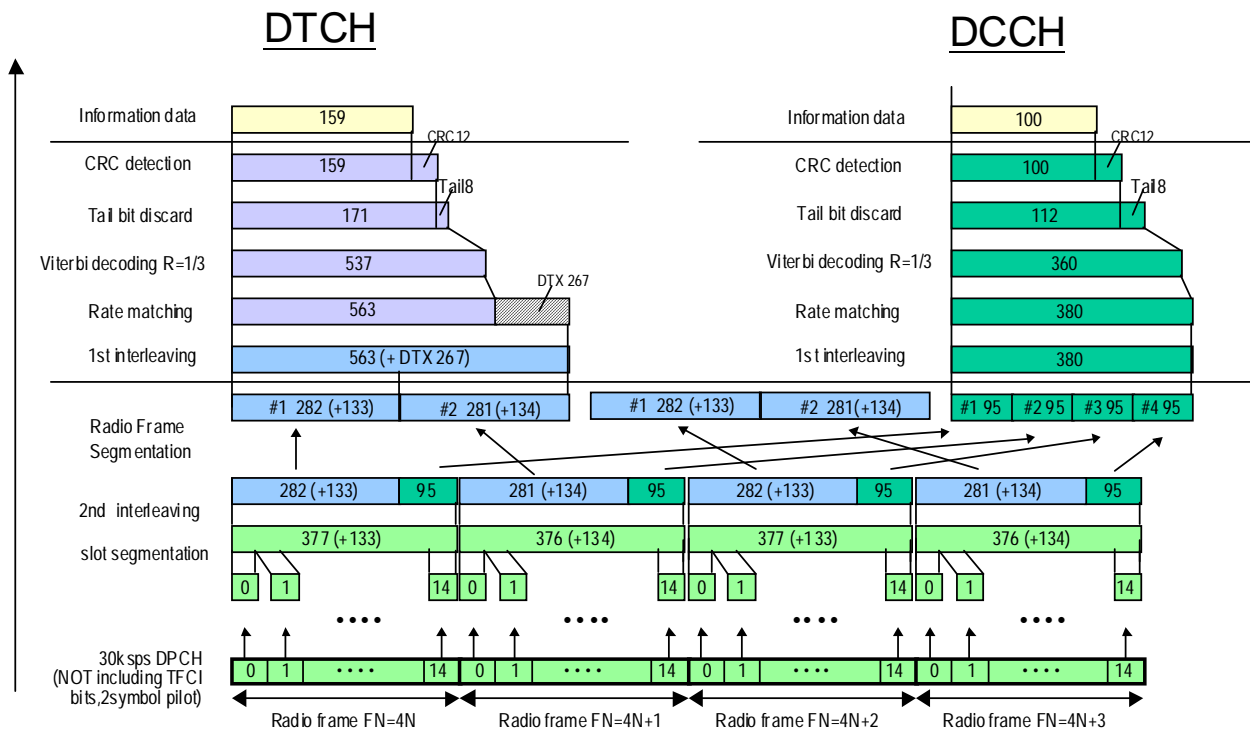 DTCH
DCCH
Information data
159
Information data
100
CRC12
CRC12
CRC detection
159
CRC detection
100
Tail8
Tail8
Tail bit discard
171
Tail bit discard
112
Viterbi decoding R=1/3
537
Viterbi decoding R=1/3
360
DTX 267
Rate matching
563
Rate matching
380
1st interleaving
563 (+ DTX 267)
1st interleaving
380
#1 282 (+133)
#2 281 (+134)
#1 282 (+133)
#2 281(+134)
#1 95
#2 95
#3 95
#4 95
Radio Frame
Segmentation
282 (+133)
95
281 (+134)
95
282 (+133)
95
281 (+134)
95
2nd interleaving
377 (+133)
376 (+134)
377 (+133)
376 (+134)
slot segmentation
0 1 14 0 1 14 0 1 14 0 1 14
•••• •••• •••• ••••
30ksps DPCH
(NOT including TFCI
bits,2symbol pilot)
0 1 •••• 14 0 1 •••• 14 0 1 •••• 14 0 1 •••• 14
Radio frame FN=4N
Radio frame FN=4N+1
Radio frame FN=4N+2
Radio frame FN=4N+3